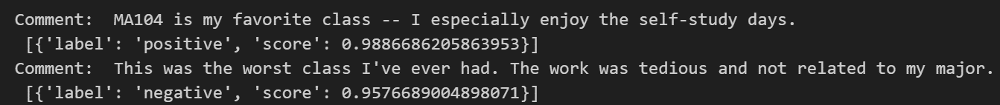 Comment:  MA104 is my favorite class -- I especially enjoy the self-study days.
 [{'label': 'positive', 'score': 0.9886686205863953}]
Comment:  This was the worst class I've ever had. The work was tedious and not related to my major.
 [{'label': 'negative', 'score': 0.9576689004898071}]